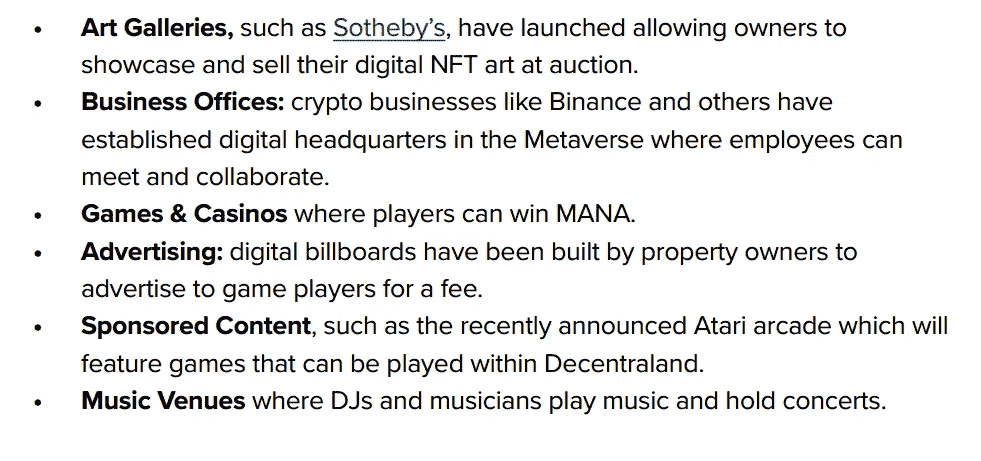 • Art Galleries, such as Sotheby’s, have launched allowing owners to
showcase and sell their digital NFT art at auction.
• Business Offices: crypto businesses like Binance and others have
established digital headquarters in the Metaverse where employees can
meet and collaborate.
• Games & Casinos where players can win MANA.
• Advertising: digital billboards have been built by property owners to
advertise to game players for a fee.
• Sponsored Content, such as the recently announced Atari arcade which will
feature games that can be played within Decentraland.
• Music Venues where DJs and musicians play music and hold concerts.